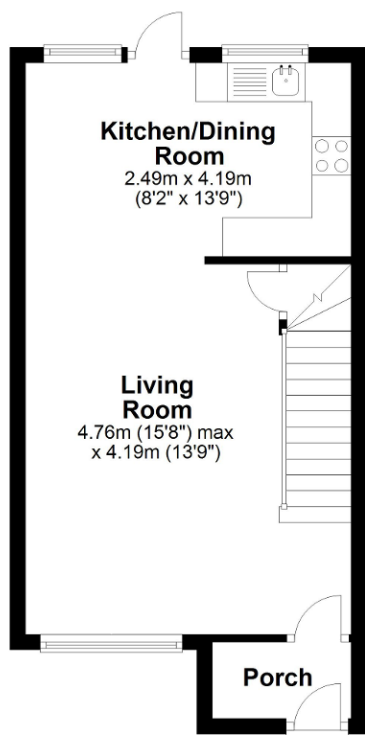 Kitchen/Dining
Room
2.49m x 4.19m
(8'2" x 13'9")
Living
Room
4.76m (15'8") max
x 4.19m (13'9")
Porch